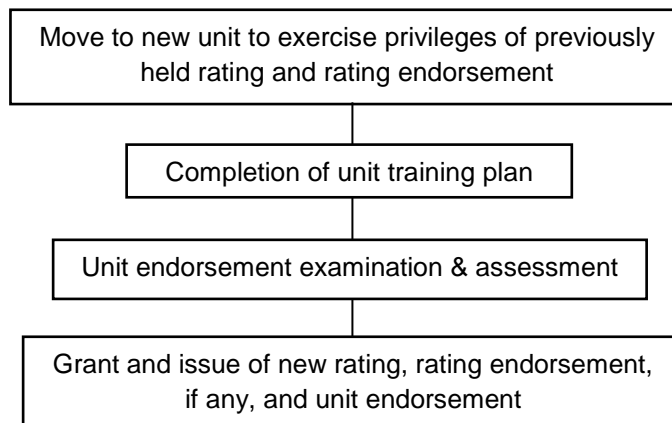 Move to new unit to exercise privileges of previously
held rating and rating endorsement
Completion of unit training plan
Unit endorsement examination & assessment
Grant and issue of new rating, rating endorsement,
if any, and unit endorsement